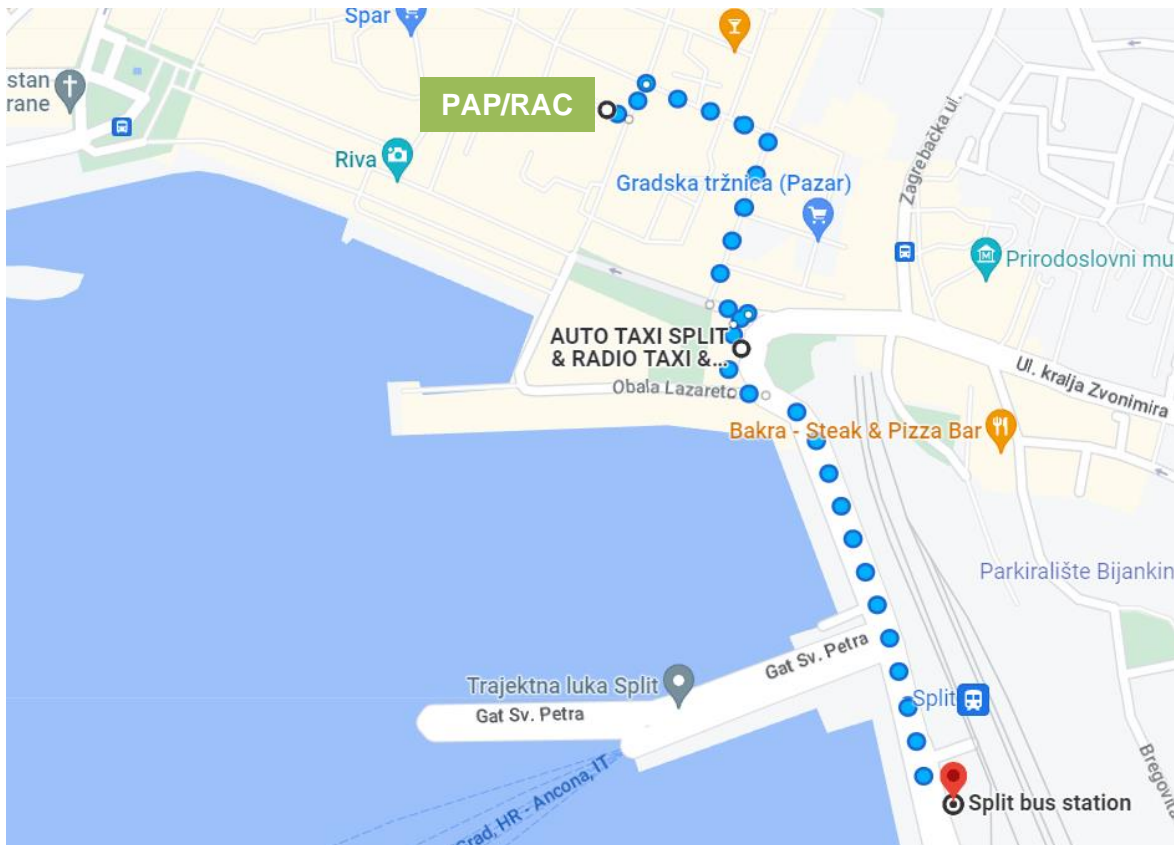 Spar
stan
rane
PAP/RAC
Riva
Zagrebačka ul.
Gradska tržnica (Pazar)
Prirodoslovni mu
AUTO TAXI SPLIT
& RADIO TAXI &...
Obala Lazareta
Ul. kralja Zvonimira
Bakra - Steak & Pizza Bar
Parkiralište Bijankin
Gat Sv. Petra
Trajektna luka Split
Split
Gat Sv. Petra
Bregovita
Grad, HR - Ancona, IT
Split bus station